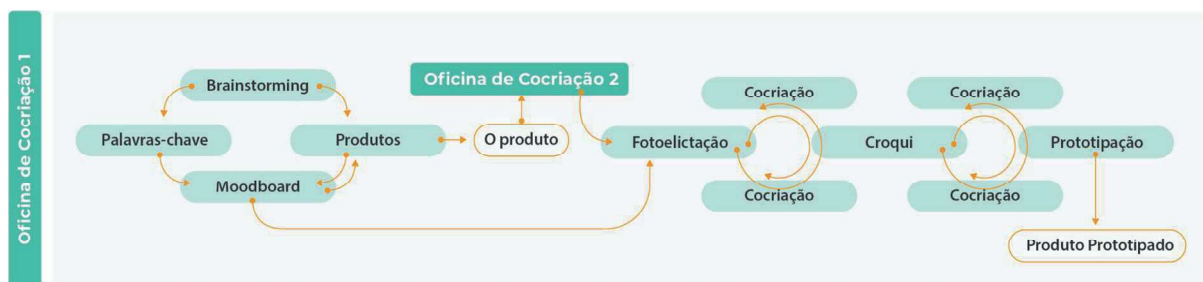 Oficina de Cocriação 1
Brainstorming
Palavras-chave
Produtos
Moodboard
O produto
Oficina de Cocriação 2
Fotoelictação
Cocriação
Cocriação
Croqui
Cocriação
Cocriação
Prototipação
Produto Prototipado